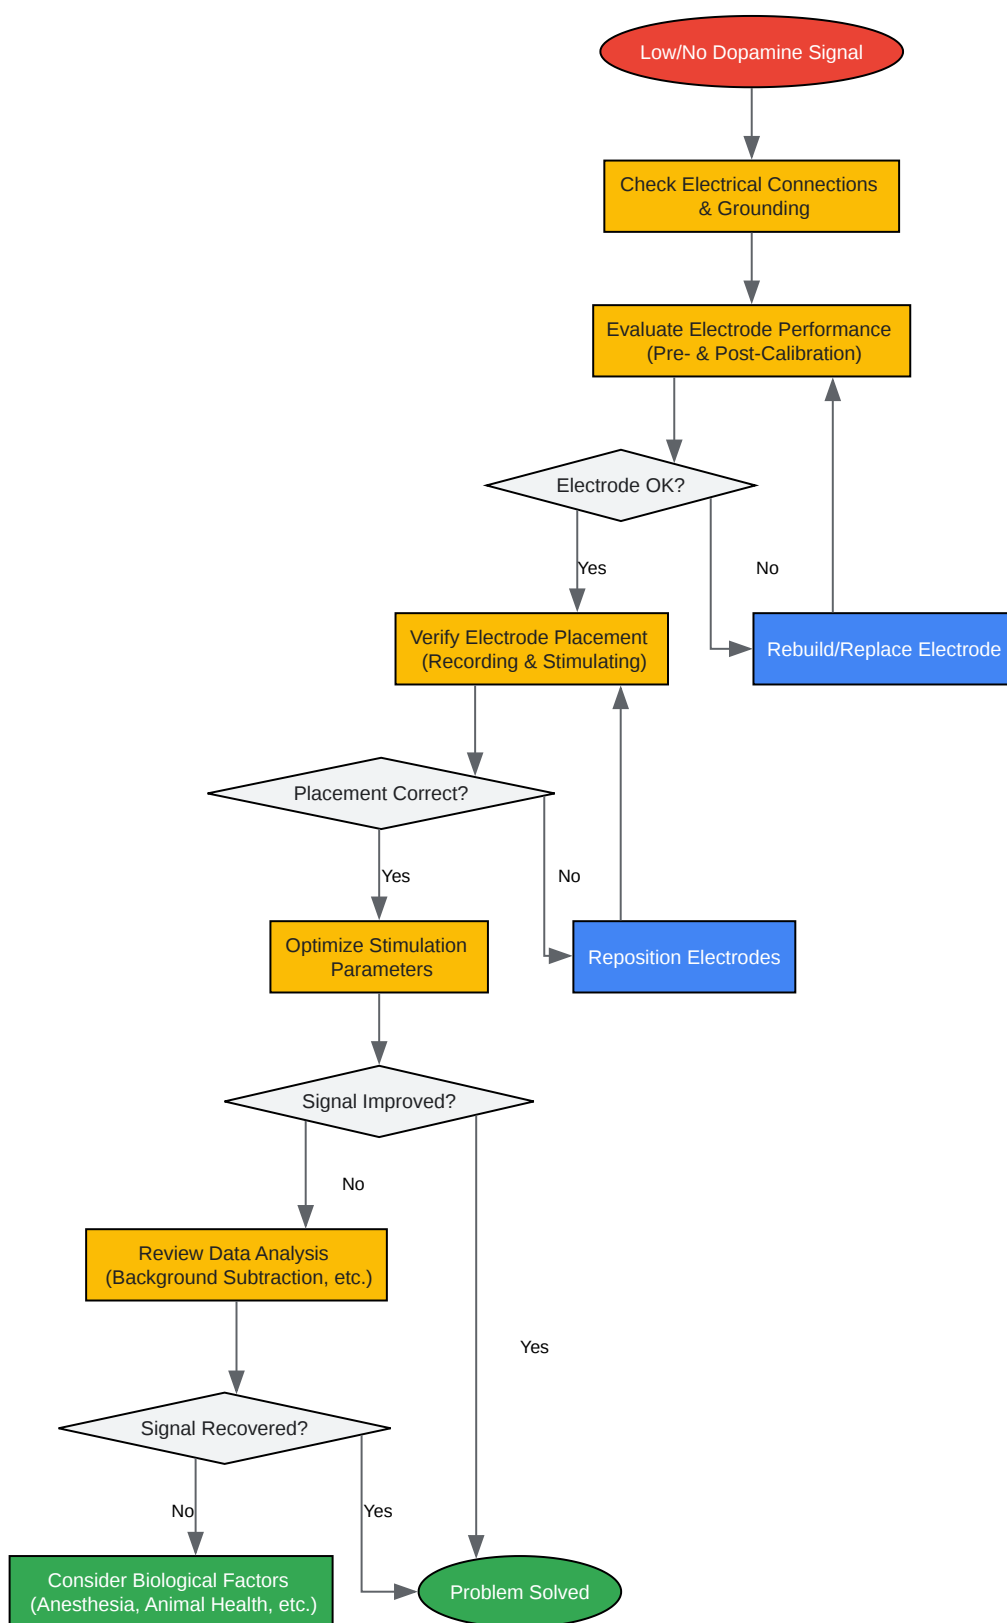 Low/No Dopamine Signal
Check Electrical Connections
& Grounding
Evaluate Electrode Performance
(Pre- & Post-Calibration)
Electrode OK?
Yes
No
Verify Electrode Placement
(Recording & Stimulating)
Rebuild/Replace Electrode
Placement Correct?
Yes
No
Optimize Stimulation
Parameters
Reposition Electrodes
Signal Improved?
No
Review Data Analysis
(Background Subtraction, etc.)
Yes
Signal Recovered?
No
Yes
Consider Biological Factors
(Anesthesia, Animal Health, etc.)
Problem Solved